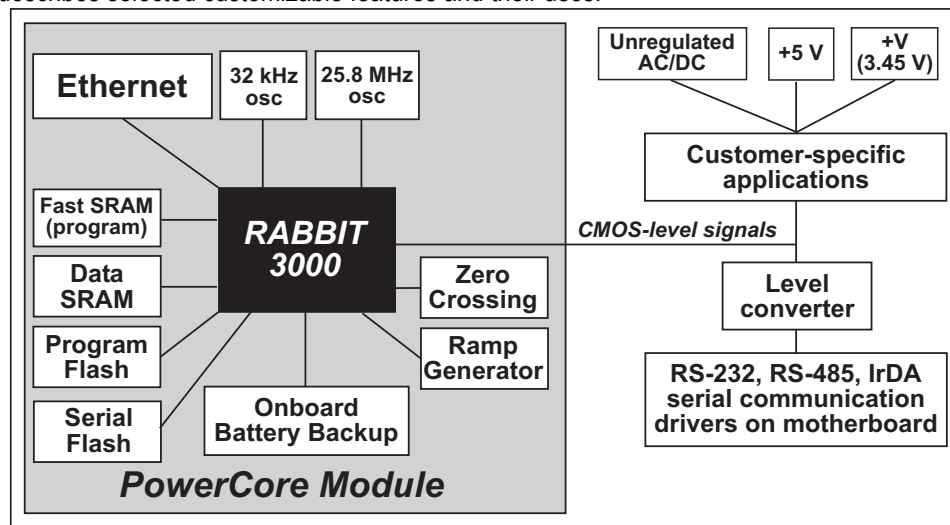 describes selected customizable features and their uses.
Ethernet
32 kHz
osc
25.8 MHz
osc
Unregulated
AC/DC
+5 V
+V
(3.45 V)
Customer-specific
applications
Fast SRAM
(program)
RABBIT
3000
CMOS-level signals
Data
SRAM
Zero
Crossing
Level
converter
Program
Flash
Ramp
Generator
RS-232, RS-485, IrDA
serial communication
drivers on motherboard
Serial
Flash
Onboard
Battery Backup
PowerCore Module